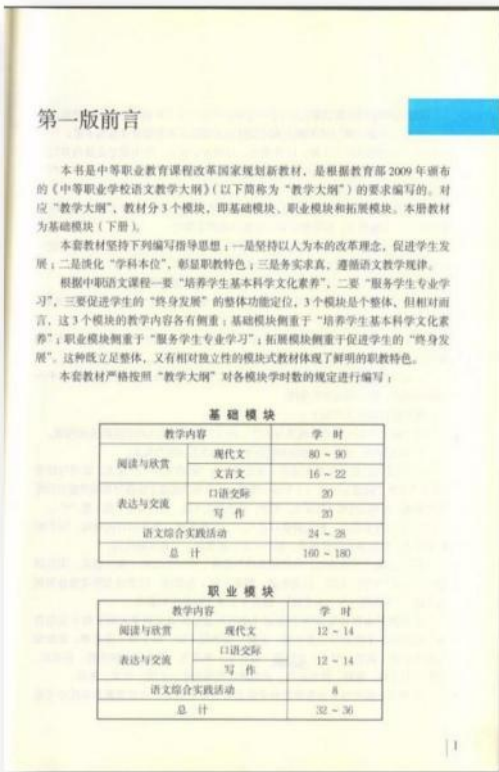 第一版前言
本书是中等职业教育课程改革国家规划新教材，是根据教育部 2009 年颁布
的《中等职业学校语文教学大纲》（以下简称为“教学大纲”）的要求编写的。对
应“教学大纲”，教材分 3 个模块，即基础模块、职业模块和拓展模块。本册教材
为基础模块（下册）。
本套教材坚持下列编写指导思想：一是坚持以人为本的改革理念，促进学生发
展；二是淡化“学科本位”，彰显职教特色；三是务实求真，遵循语文教学规律。
根据中职语文课程一要“培养学生基本科学文化素养”，二要“服务学生专业学
习”，三要促进学生的“终身发展”的整体功能定位，3 个模块是个整体，但相对而
言，这 3 个模块的教学内容各有侧重：基础模块侧重于“培养学生基本科学文化素
养”；职业模块侧重于“服务学生专业学习”；拓展模块侧重于促进学生的“终身发
展”。这种既立足整体，又有相对独立性的模块式教材体现了鲜明的职教特色。
本套教材严格按照“教学大纲”对各模块学时数的规定进行编写：
基 础 模 块
教学内容 学 时
阅读与欣赏 现代文 80 ~ 90
文言文 16 ~ 22
表达与交流 口语交际 20
写 作 20
语文综合实践活动 24 ~ 28
总 计 160 ~ 180
职 业 模 块
教学内容 学 时
阅读与欣赏 现代文 12 ~ 14
表达与交流 口语交际 12 ~ 14
写 作
语文综合实践活动 8
总 计 32 ~ 36
1